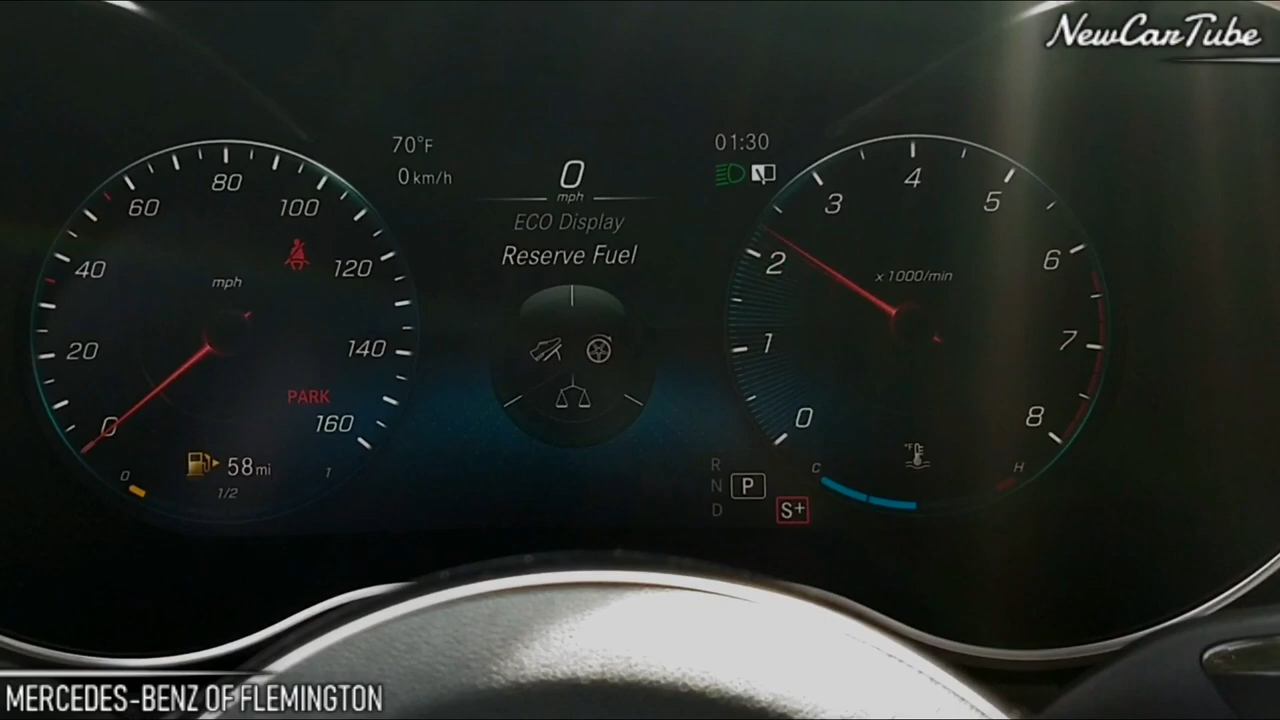 NewCarTube
70°F
0 km/h
0
mph
ECO Display
Reserve Fuel
01:30
0
20
40
60
80
100
120
140
160
mph
PARK
58 mi
0
1/2
1
0
1
2
3
4
5
6
7
8
x 1000/min
°F
C
H
R
N
D
P
S+
MERCEDES-BENZ OF FLEMINGTON